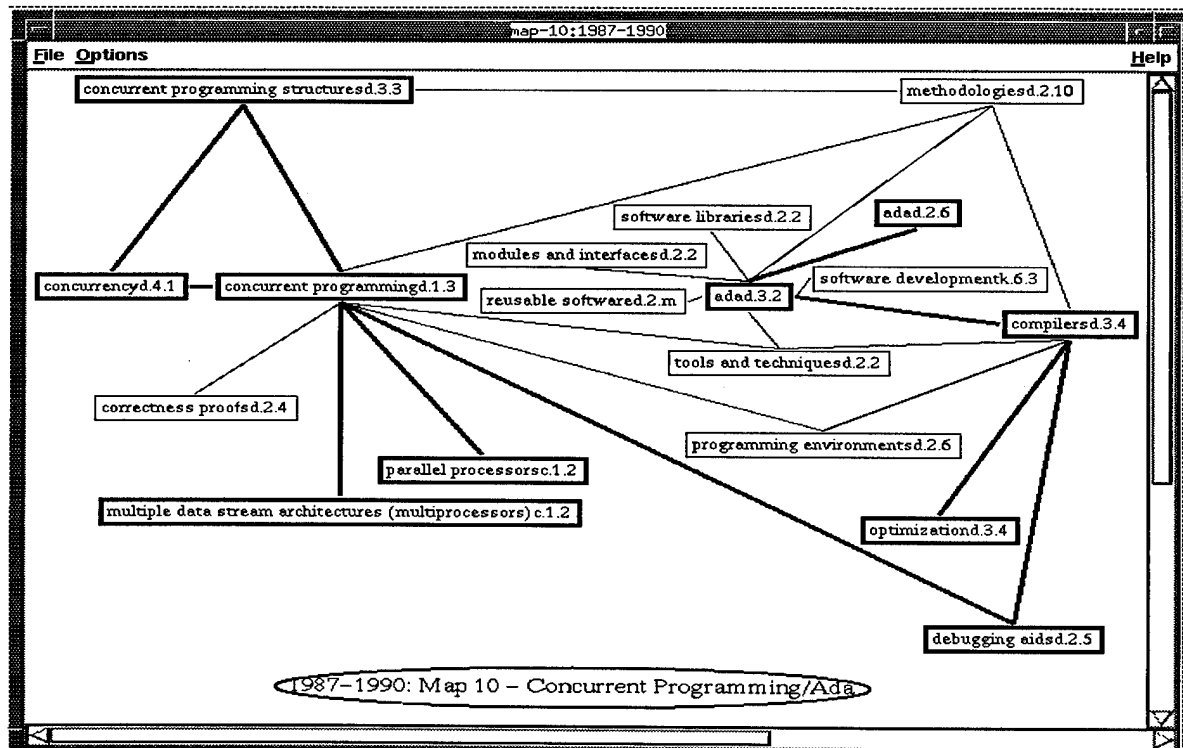 map-10:1987-1990
File Options Help
concurrent programming structuresd.3.3
methodologiesd.2.10
software librariesd.2.2
adad.2.6
modules and interfacesd.2.2
concurrencyd.4.1
concurrent programmingd.1.3
reusable softwared.2.m
adad.3.2
software developmentk.6.3
compilersd.3.4
tools and techniquesd.2.2
correctness proofsd.2.4
programming environmentsd.2.6
parallel processorsc.1.2
multiple data stream architectures (multiprocessors) c.1.2
optimizationd.3.4
debugging aidsd.2.5
1987-1990: Map 10 - Concurrent Programming/Ada